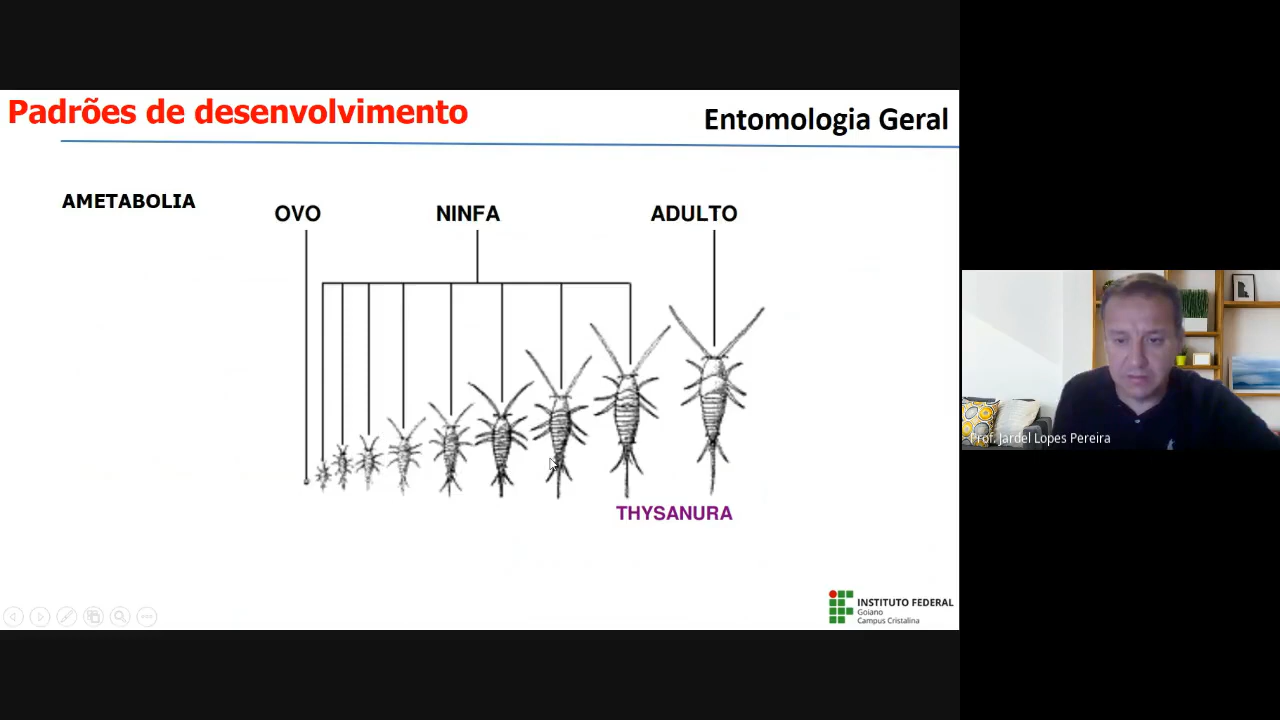 Padrões de desenvolvimento
Entomologia Geral
AMETABOLIA
OVO
NINFA
ADULTO
THYSANURA
INSTITUTO FEDERAL
Goiano
Campus Cristalina
Prof. Jardel Lopes Pereira